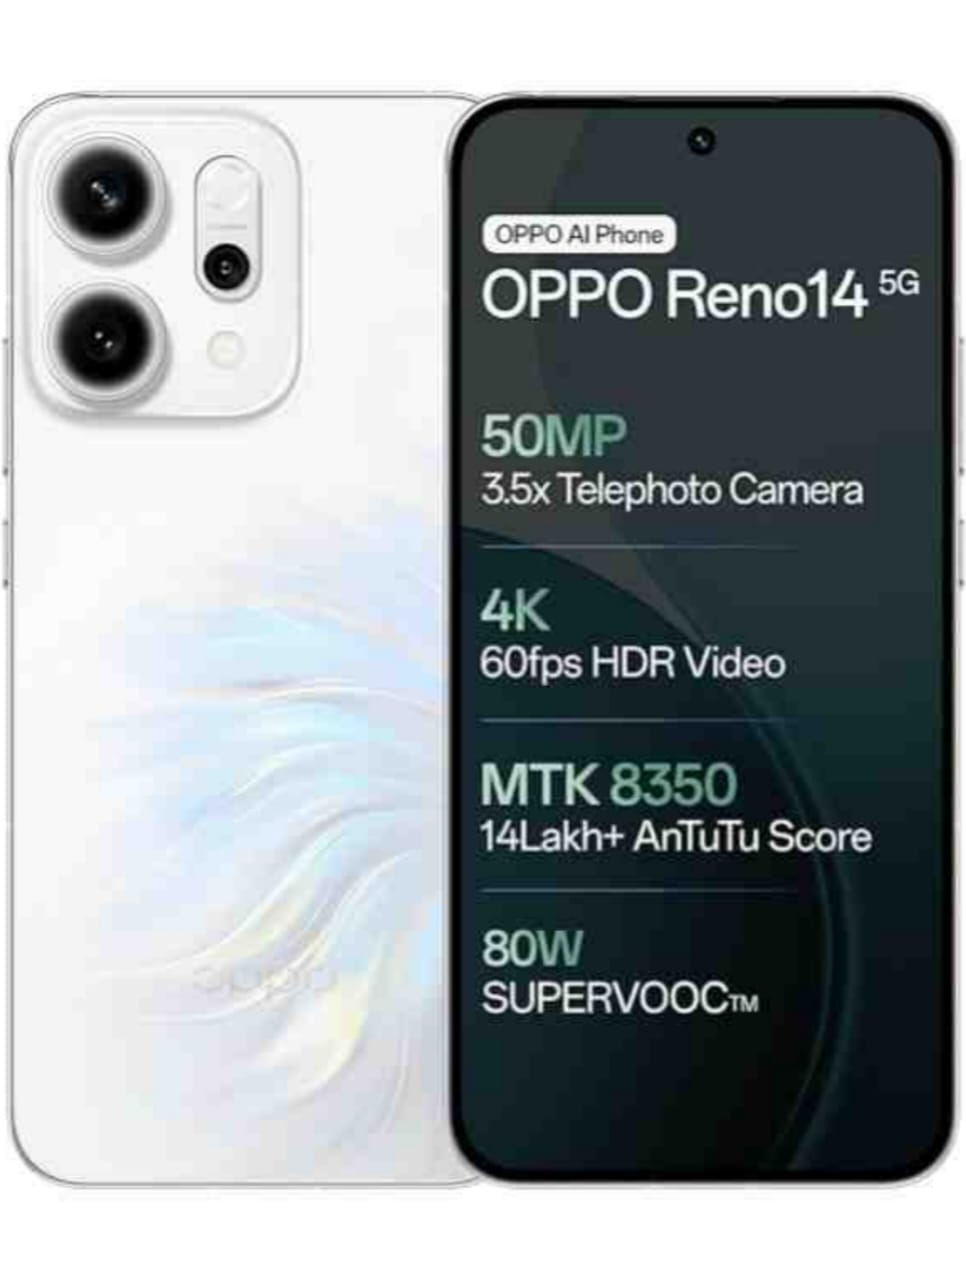 OPPO AI Phone
OPPO Reno14 5G
50MP
3.5x Telephoto Camera
4K
60fps HDR Video
MTK 8350
14Lakh+ AnTuTu Score
80W
SUPERVOOC™
oppo